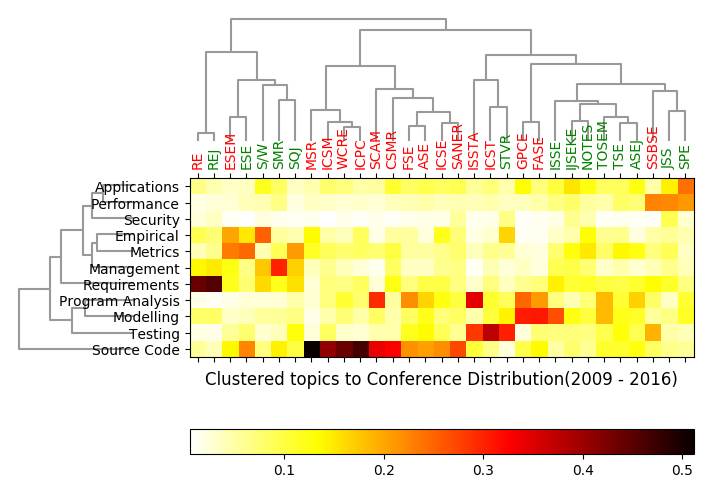 RE REJ ESEM ESE S/W SMR SQJ MSR ICSM WCRE ICPC SCAM CSMR FSE ASE ICSE SANER ISSTA ICST STVR GPCE FASE ISSE IJSEKE NOTES TOSEM TSE ASEJ SSBSE JSS SPE
Applications
Performance
Security
Empirical
Metrics
Management
Requirements
Program Analysis
Modelling
Testing
Source Code
Clustered topics to Conference Distribution(2009 - 2016)
0.1 0.2 0.3 0.4 0.5